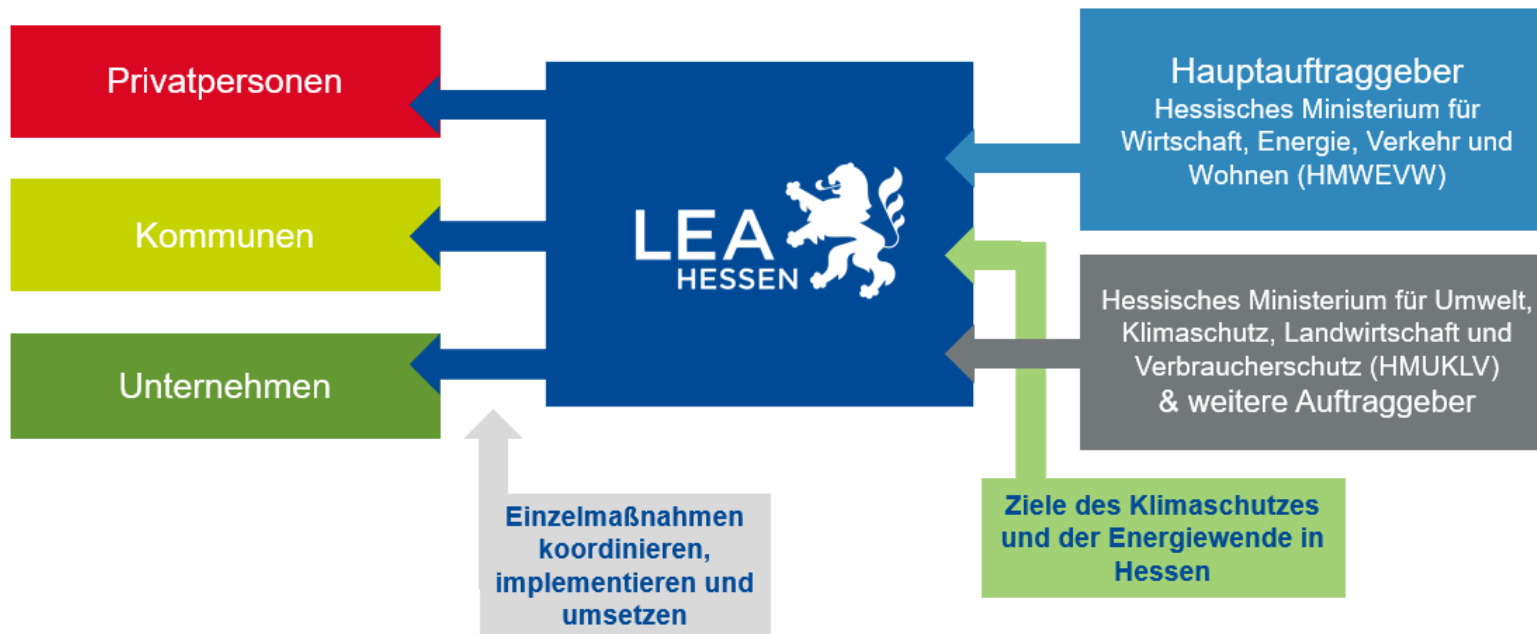 Privatpersonen
Kommunen
Unternehmen
LEA
HESSEN
Hauptauftraggeber
Hessisches Ministerium für
Wirtschaft, Energie, Verkehr und
Wohnen (HMWEVW)
Hessisches Ministerium für Umwelt,
Klimaschutz, Landwirtschaft und
Verbraucherschutz (HMUKLV)
& weitere Auftraggeber
Einzelmaßnahmen
koordinieren,
implementieren und
umsetzen
Ziele des Klimaschutzes
und der Energiewende in
Hessen